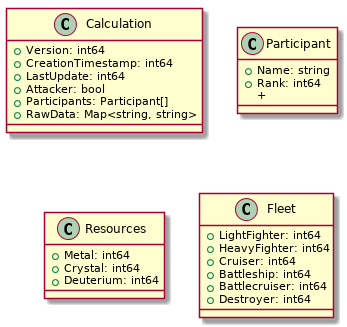 C Calculation
Version: int64
CreationTimestamp: int64
LastUpdate: int64
Attacker: bool
Participants: Participant[]
RawData: Map<string, string>
C Participant
Name: string
Rank: int64
+
C Resources
Metal: int64
Crystal: int64
Deuterium: int64
C Fleet
LightFighter: int64
HeavyFighter: int64
Cruiser: int64
Battleship: int64
Battlecruiser: int64
Destroyer: int64